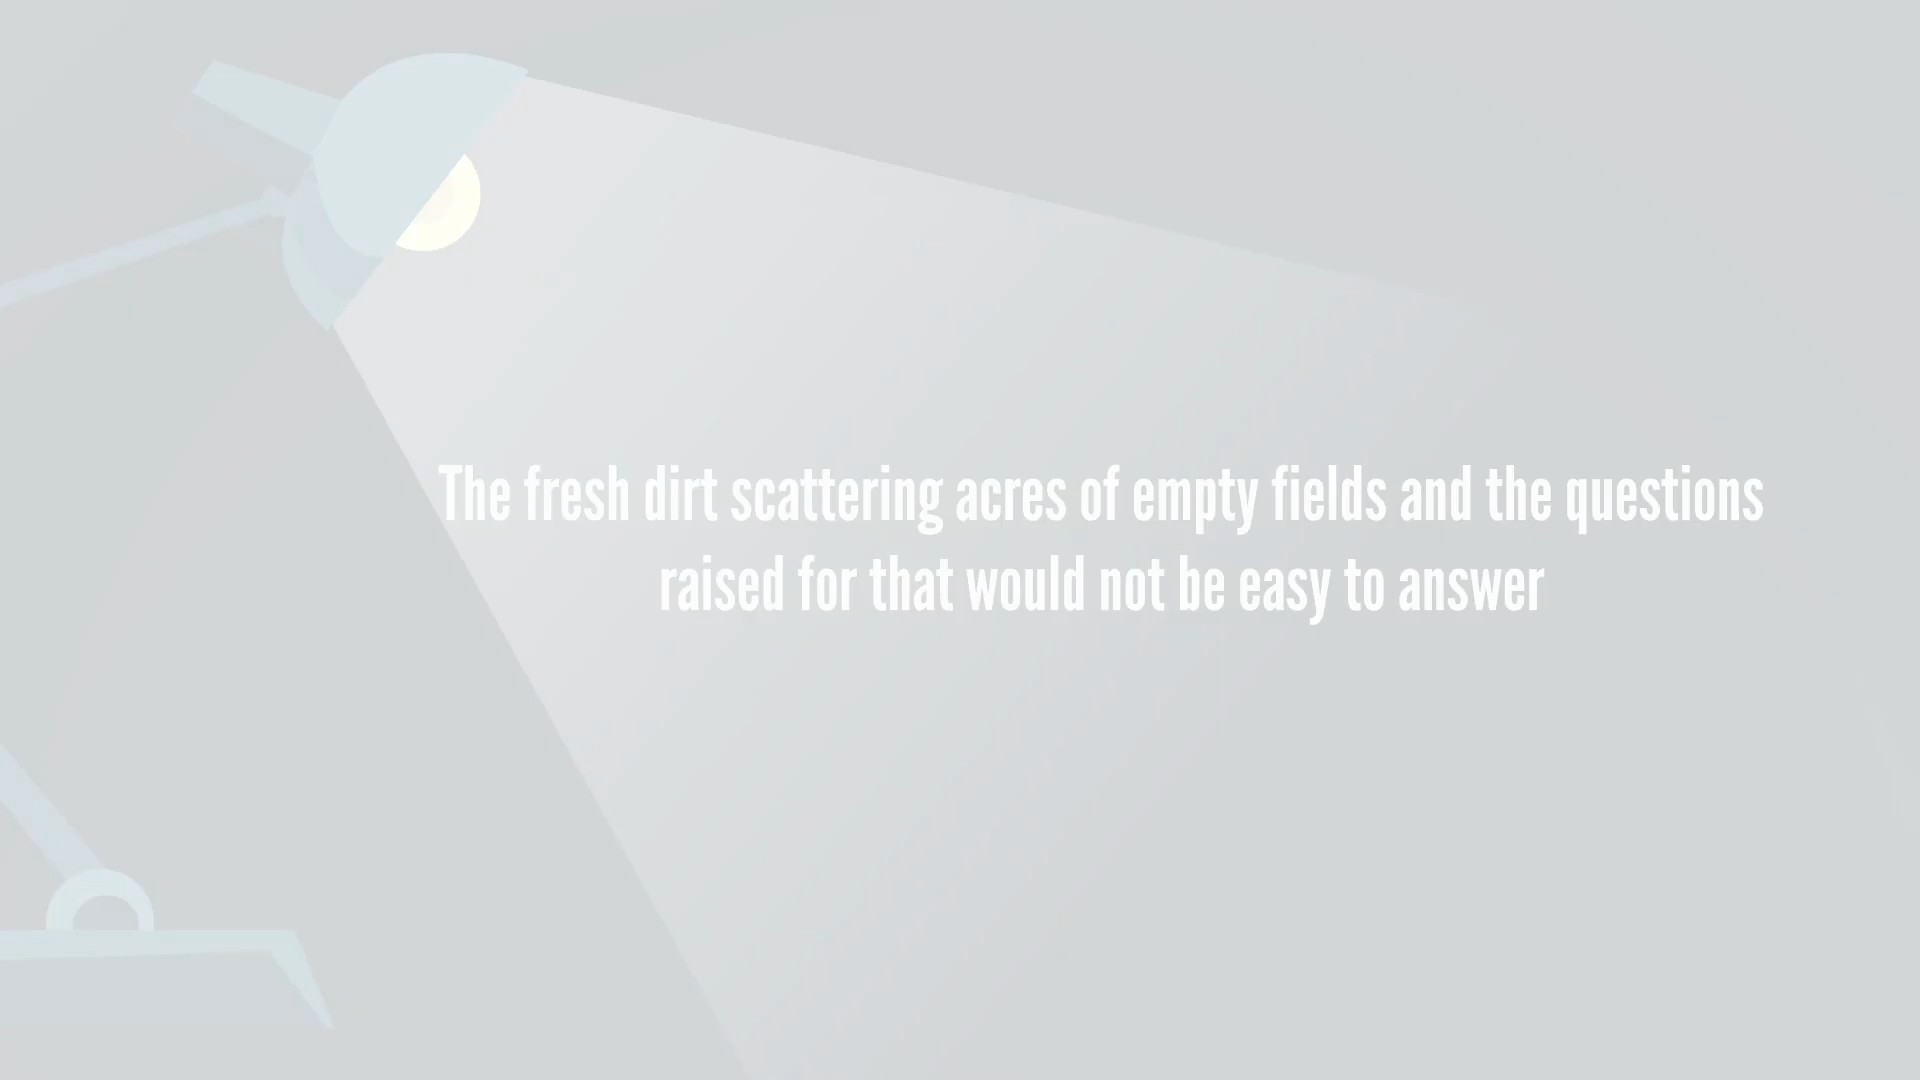 The fresh dirt scattering acres of empty fields and the questions
raised for that would not be easy to answer